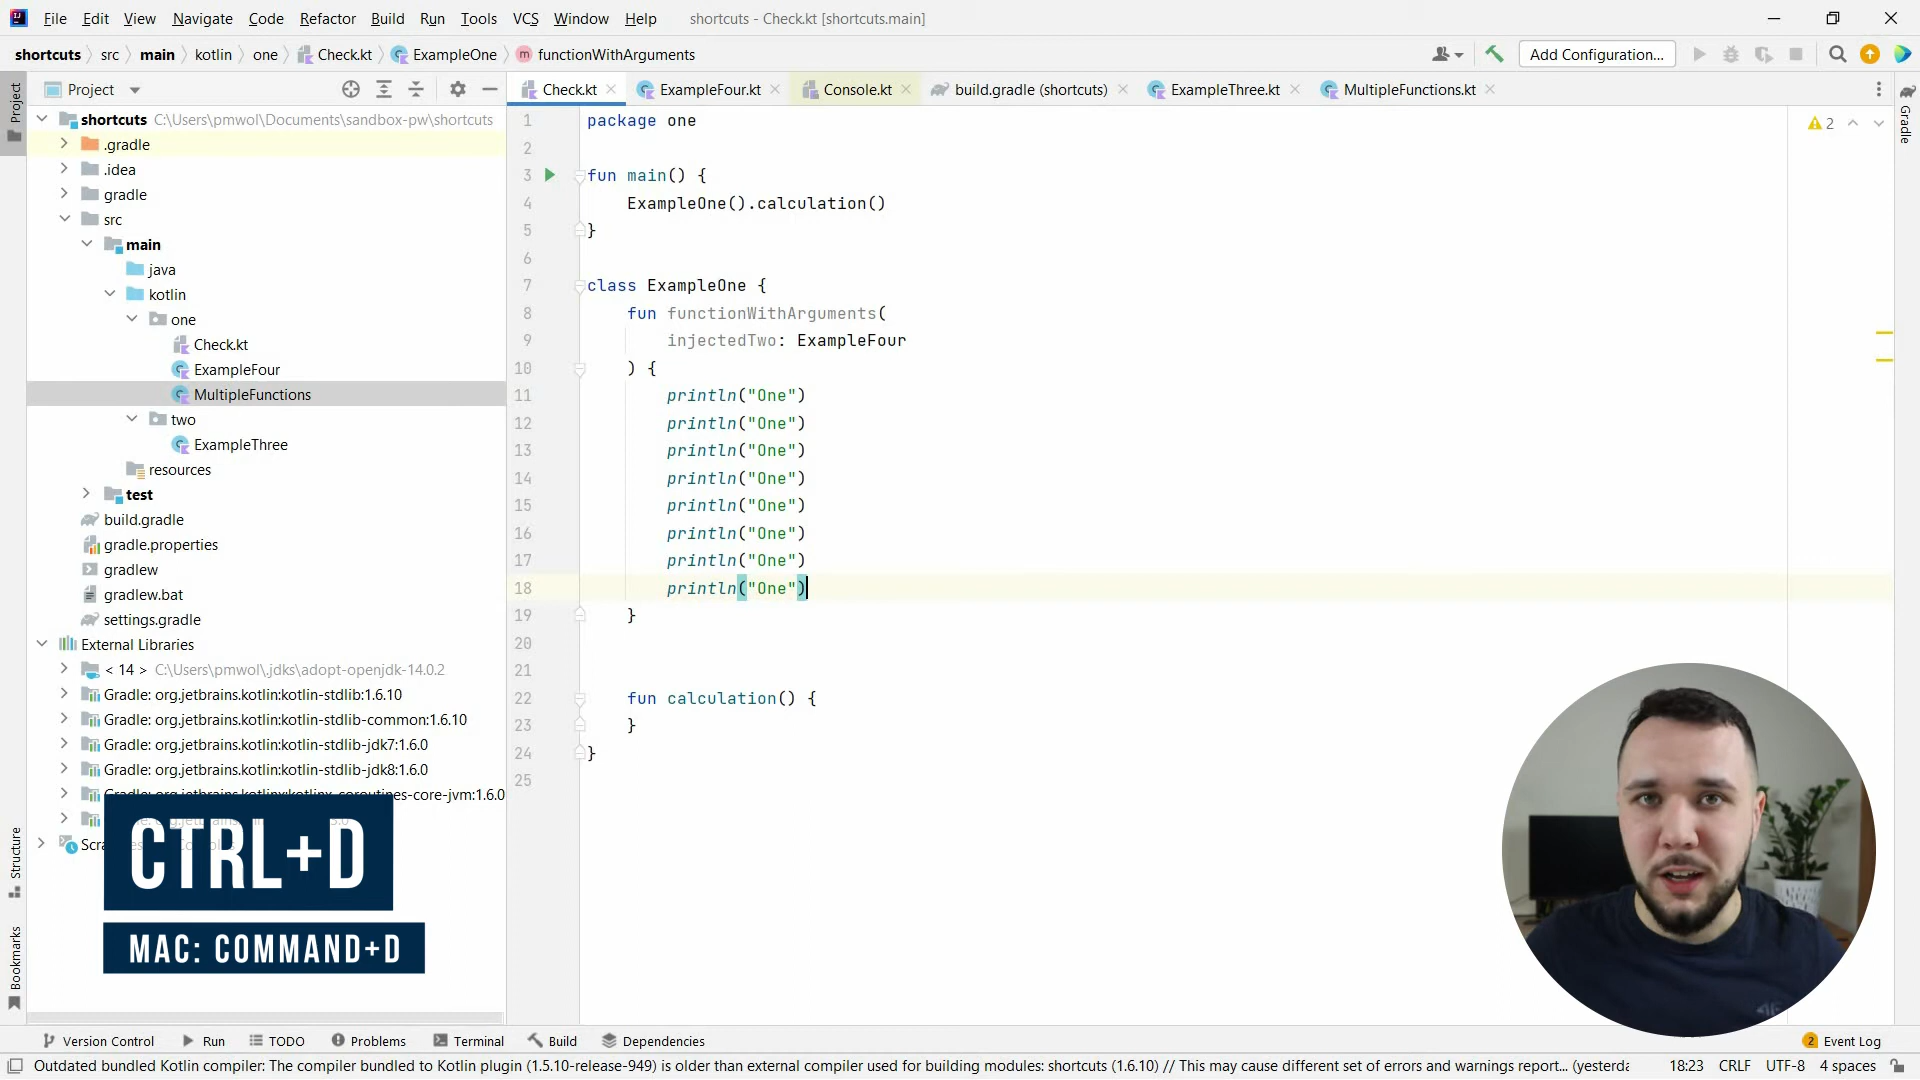 File Edit View Navigate Code Refactor Build Run Tools VCS Window Help shortcuts - Check.kt [shortcuts.main]
shortcuts src main kotlin one Check.kt ExampleOne functionWithArguments Add Configuration...
Project
Check.kt ExampleFour.kt Console.kt build.gradle (shortcuts) ExampleThree.kt MultipleFunctions.kt
Project
Gradle
shortcuts C:\Users\pmwol\Documents\sandbox-pw\shortcuts
.gradle
.idea
gradle
src
main
java
kotlin
one
Check.kt
ExampleFour
MultipleFunctions
two
ExampleThree
resources
test
build.gradle
gradle.properties
gradlew
gradlew.bat
settings.gradle
External Libraries
< 14 > C:\Users\pmwol\.jdks\adopt-openjdk-14.0.2
Gradle: org.jetbrains.kotlin:kotlin-stdlib:1.6.10
Gradle: org.jetbrains.kotlin:kotlin-stdlib-common:1.6.10
Gradle: org.jetbrains.kotlin:kotlin-stdlib-jdk7:1.6.0
Gradle: org.jetbrains.kotlin:kotlin-stdlib-jdk8:1.6.0
Gradle: org.jetbrains.kotlinx:kotlinx-coroutines-core-jvm:1.6.0
CTRL+D
MAC: COMMAND+D
Structure
Bookmarks
2
1 package one
2
3 fun main() {
4 ExampleOne().calculation()
5 }
6
7 class ExampleOne {
8 fun functionWithArguments(
9 injectedTwo: ExampleFour
10 ) {
11 println("One")
12 println("One")
13 println("One")
14 println("One")
15 println("One")
16 println("One")
17 println("One")
18 println("One")
19 }
20
21
22 fun calculation() {
23 }
24 }
25
Version Control Run TODO Problems Terminal Build Dependencies 2 Event Log
Outdated bundled Kotlin compiler: The compiler bundled to Kotlin plugin (1.5.10-release-949) is older than external compiler used for building modules: shortcuts (1.6.10) // This may cause different set of errors and warnings report... (yesterda 18:23 CRLF UTF-8 4 spaces